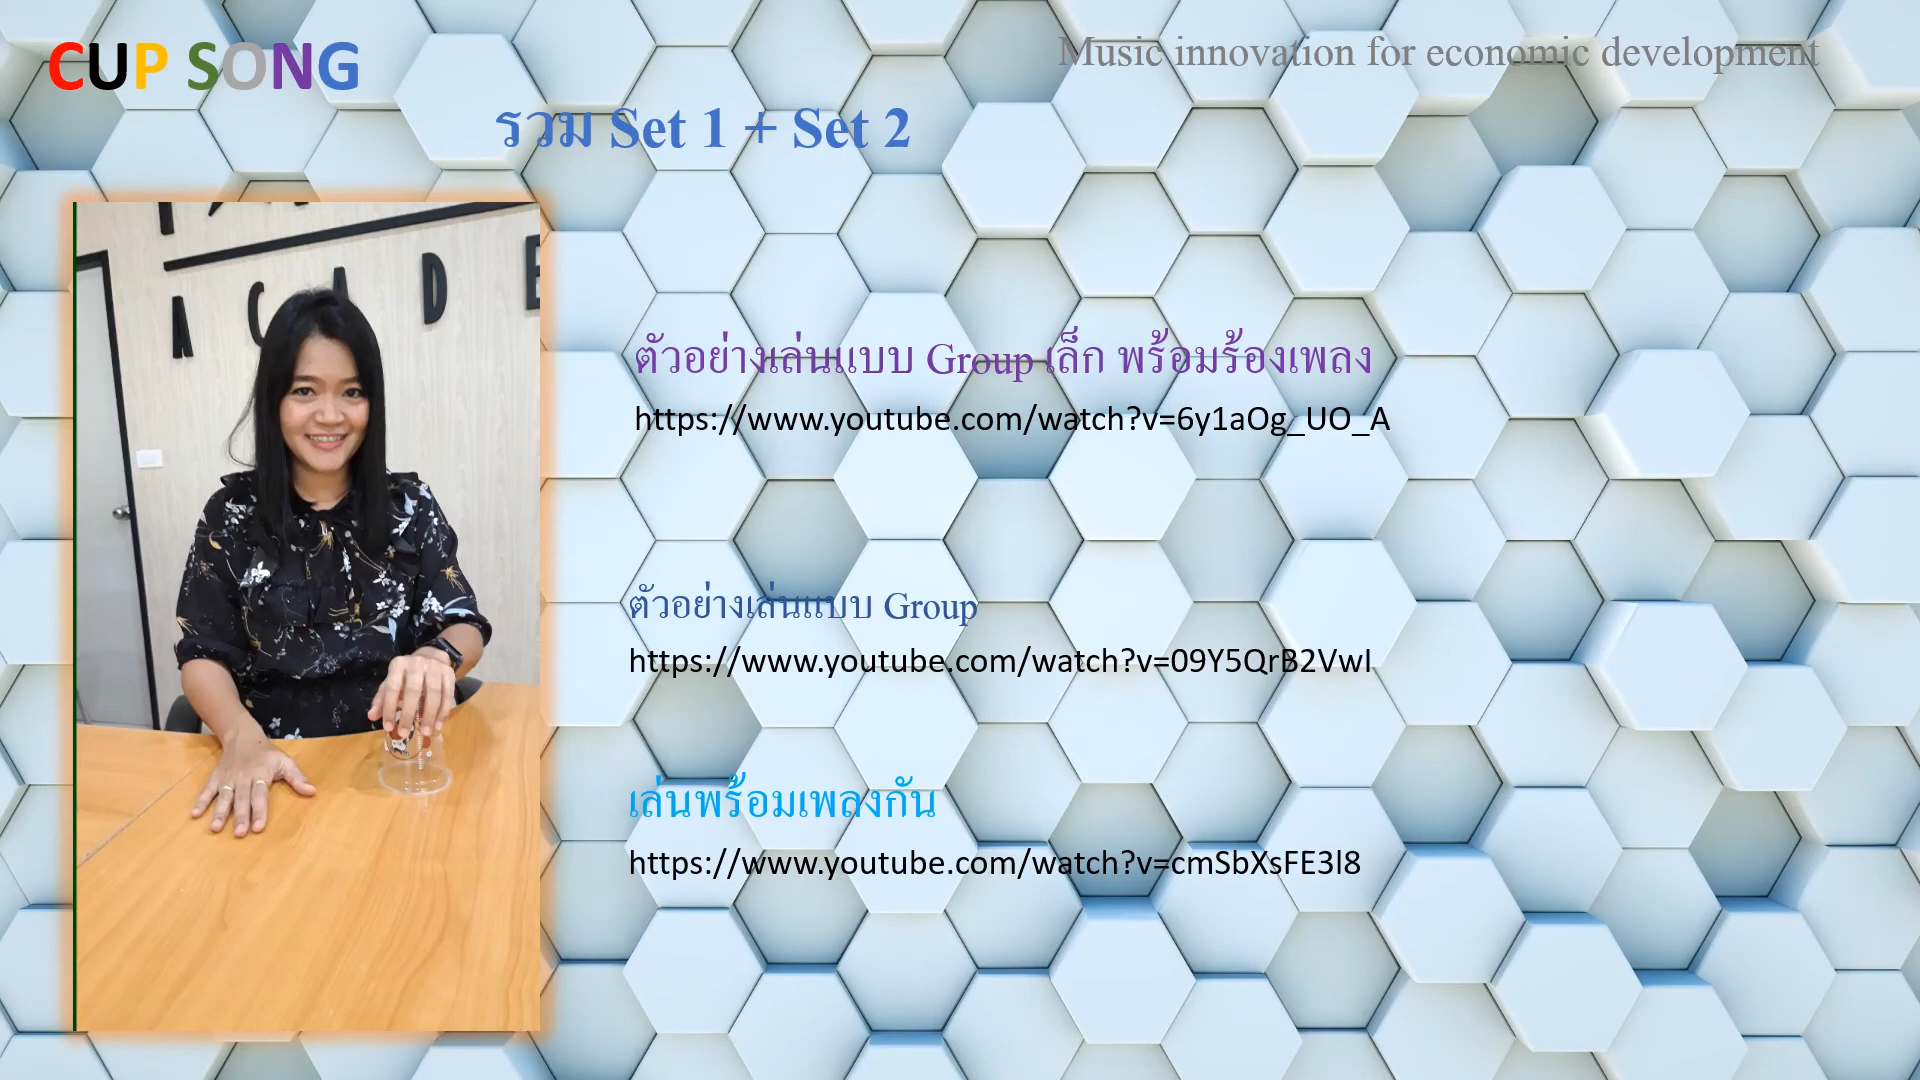 CUP SONG
Music innovation for economic development
รวม Set 1 + Set 2
ACADE
ตัวอย่างเล่นแบบ Group เล็ก พร้อมร้องเพลง
https://www.youtube.com/watch?v=6y1aOg_UO_A
ตัวอย่างเล่นแบบ Group
https://www.youtube.com/watch?v=09Y5QrB2VwI
เล่นพร้อมเพลงกัน
https://www.youtube.com/watch?v=cmSbXsFE3l8